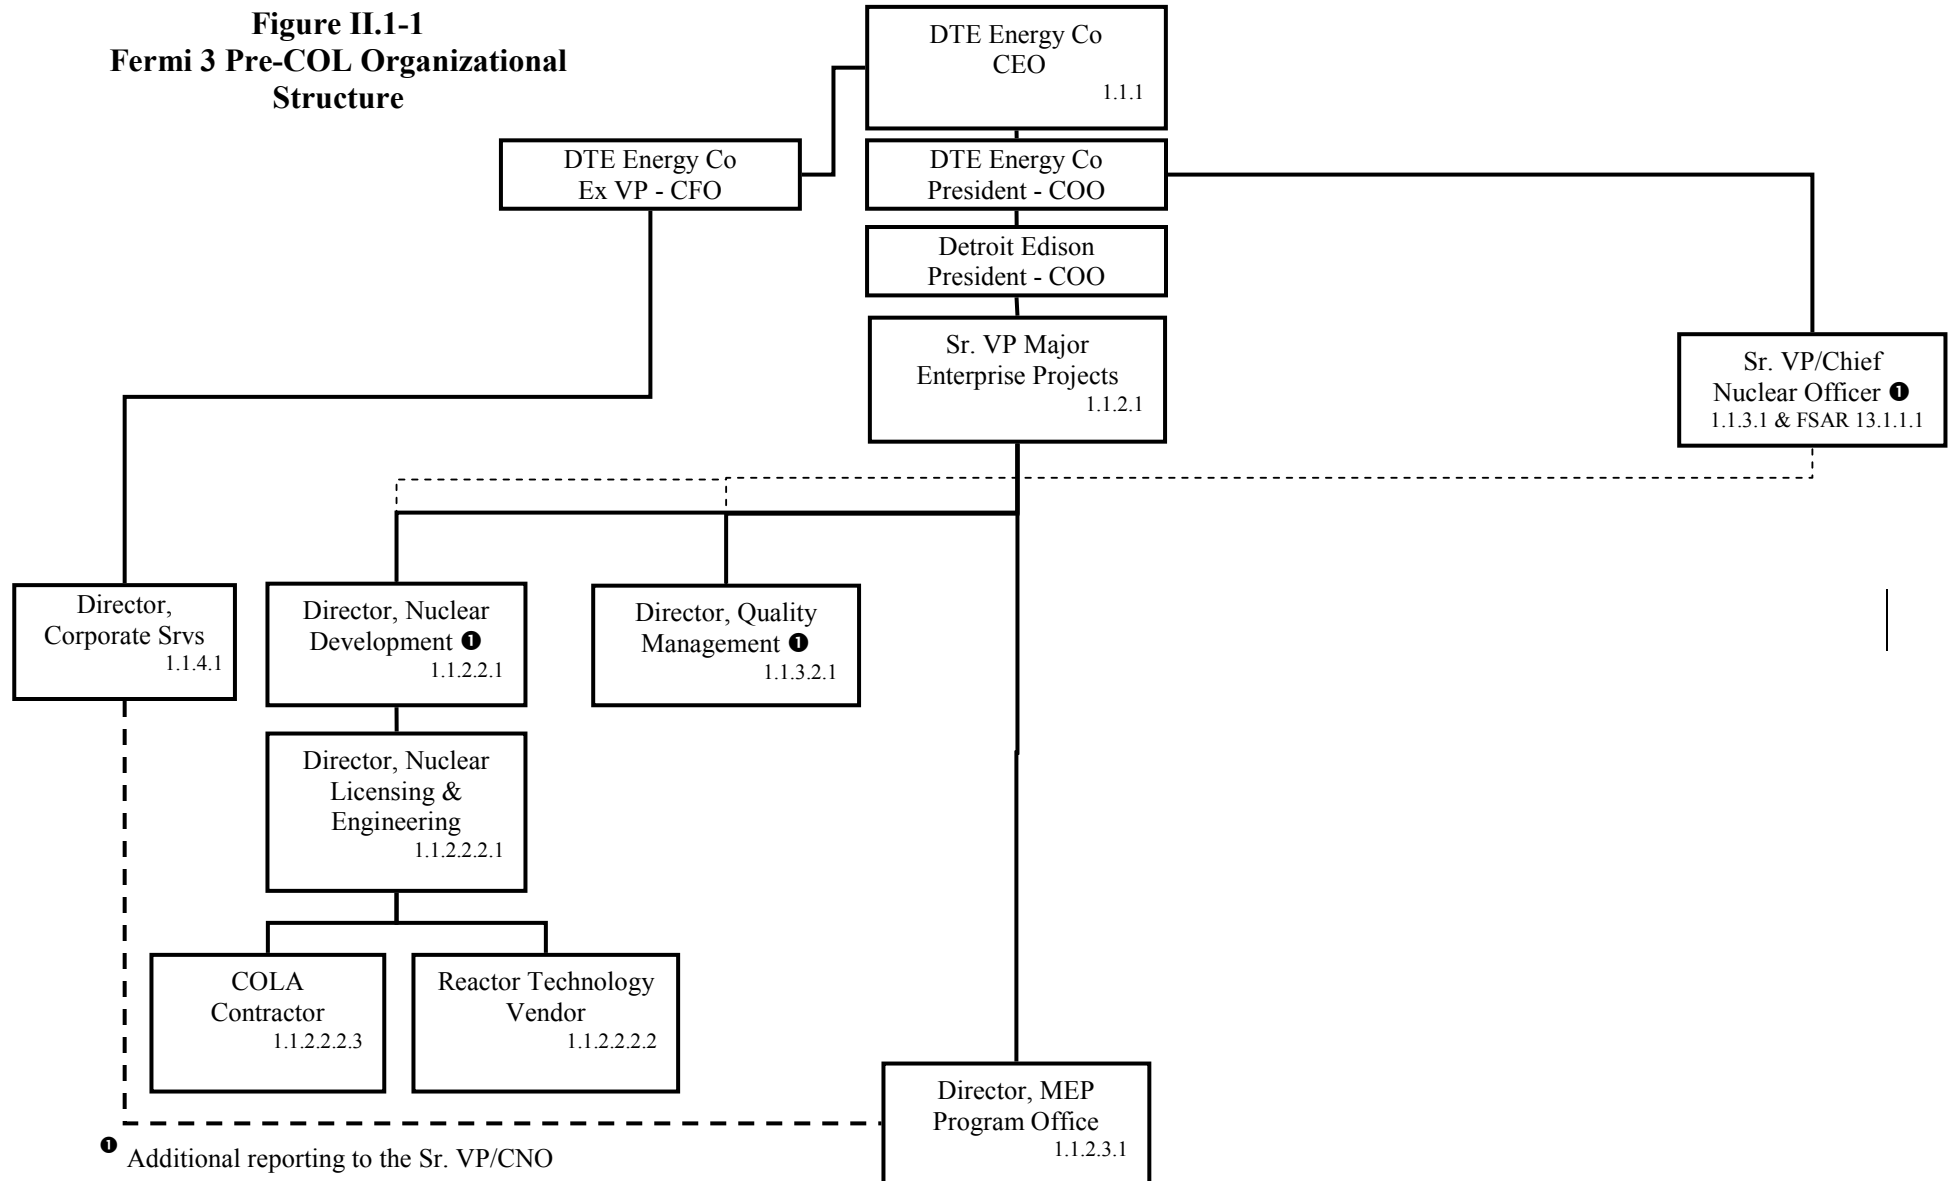 Figure II.1-1
Fermi 3 Pre-COL Organizational
Structure
DTE Energy Co
CEO
1.1.1
DTE Energy Co
Ex VP - CFO
DTE Energy Co
President - COO
Detroit Edison
President - COO
Sr. VP Major
Enterprise Projects
1.1.2.1
Sr. VP/Chief
Nuclear Officer ❶
1.1.3.1 & FSAR 13.1.1.1
Director,
Corporate Srvs
1.1.4.1
Director, Nuclear
Development ❶
1.1.2.2.1
Director, Quality
Management ❶
1.1.3.2.1
Director, Nuclear
Licensing &
Engineering
1.1.2.2.2.1
COLA
Contractor
1.1.2.2.2.3
Reactor Technology
Vendor
1.1.2.2.2.2
Director, MEP
Program Office
1.1.2.3.1
❶ Additional reporting to the Sr. VP/CNO